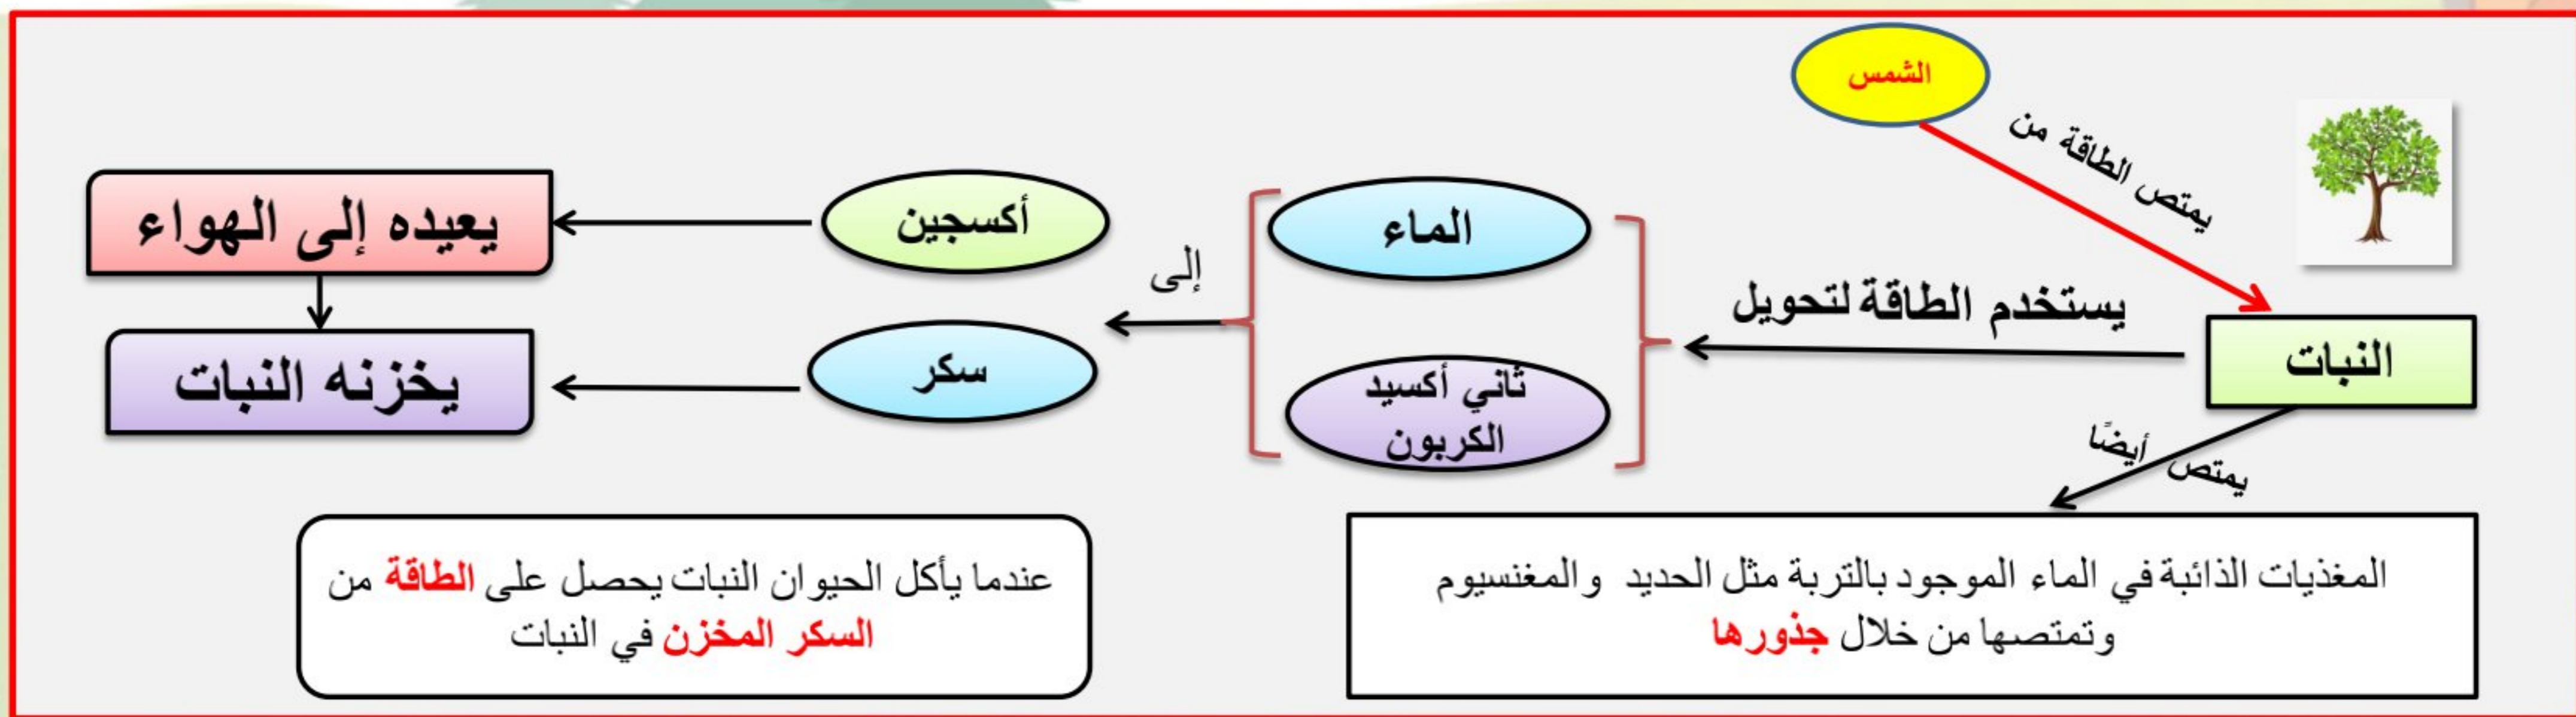 الشمس
يمتص الطاقة من
النبات
يستخدم الطاقة لتحويل
الماء
ثاني أكسيد
الكربون
إلى
أكسجين
يعيده إلى الهواء
سكر
يخزنه النبات
يمتص أيضًا
المغذيات الذائبة في الماء الموجود بالتربة مثل الحديد والمغنسيوم
وتمتصها من خلال جذورها
عندما يأكل الحيوان النبات يحصل على الطاقة من
السكر المخزن في النبات